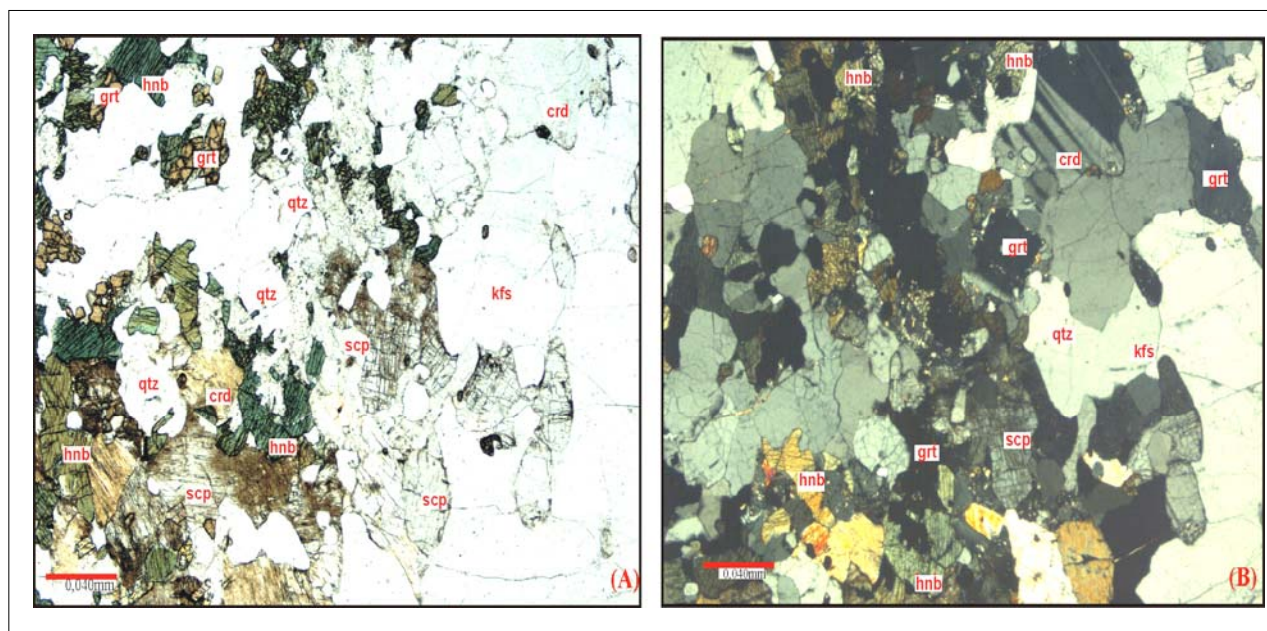 hnb
grt
crd
grt
qtz
qtz
kfs
scp
qtz
crd
hnb
hnb
scp
scp
0.040mm
(A)
hnb
hnb
crd
grt
grt
qtz
kfs
scp
grt
hnb
hnb
0.040mm
(B)